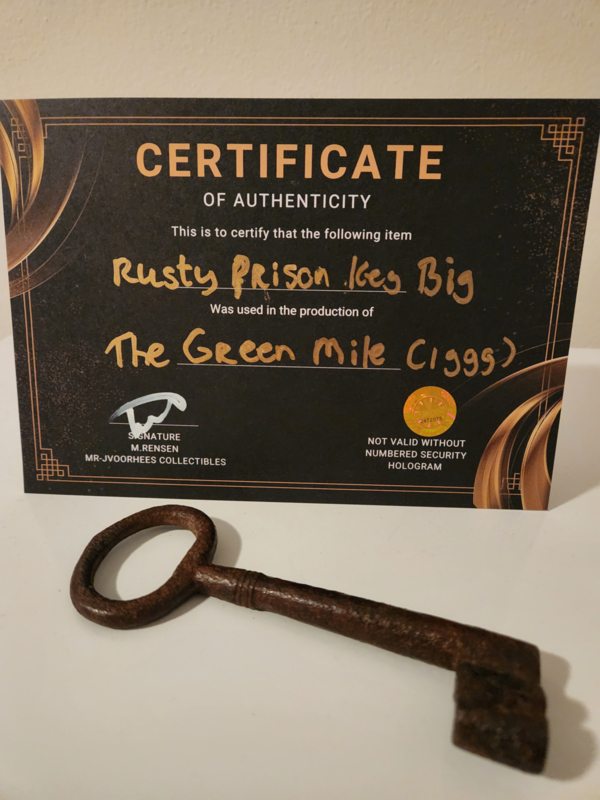 CERTIFICATE
OF AUTHENTICITY
This is to certify that the following item
Rusty Prison Key Big
Was used in the production of
The Green Mile (1999)
SIGNATURE
M.RENSEN
MR-JVOORHEES COLLECTIBLES
NOT VALID WITHOUT
NUMBERED SECURITY
HOLOGRAM